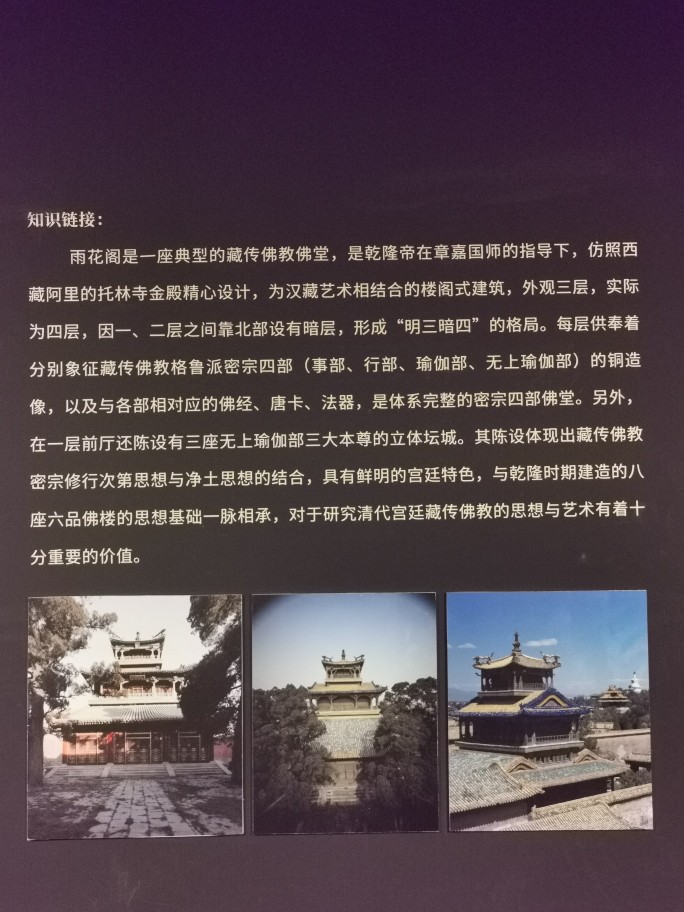 知识链接：
雨花阁是一座典型的藏传佛教佛堂，是乾隆帝在章嘉国师的指导下，仿照西
藏阿里的托林寺金殿精心设计，为汉藏艺术相结合的楼阁式建筑，外观三层，实际
为四层，因一、二层之间靠北部设有暗层，形成“明三暗四”的格局。每层供奉着
分别象征藏传佛教格鲁派密宗四部（事部、行部、瑜伽部、无上瑜伽部）的铜造
像，以及与各部相对应的佛经、唐卡、法器，是体系完整的密宗四部佛堂。另外，
在一层前厅还陈设有三座无上瑜伽部三大本尊的立体坛城。其陈设体现出藏传佛教
密宗修行次第思想与净土思想的结合，具有鲜明的宫廷特色，与乾隆时期建造的八
座六品佛楼的思想基础一脉相承，对于研究清代宫廷藏传佛教的思想与艺术有着十
分重要的价值。